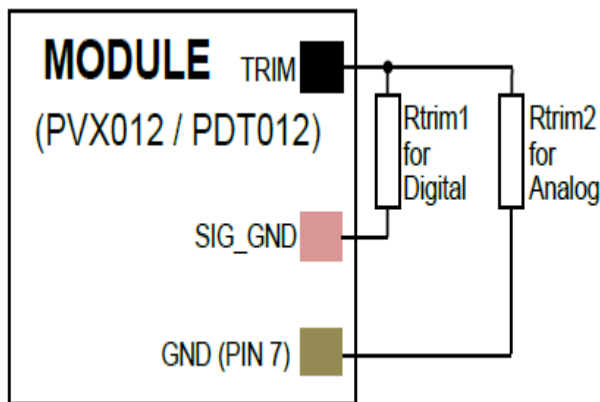 MODULE
(PVX012 / PDT012)
TRIM
Rtrim1
for
Digital
Rtrim2
for
Analog
SIG_GND
GND (PIN 7)